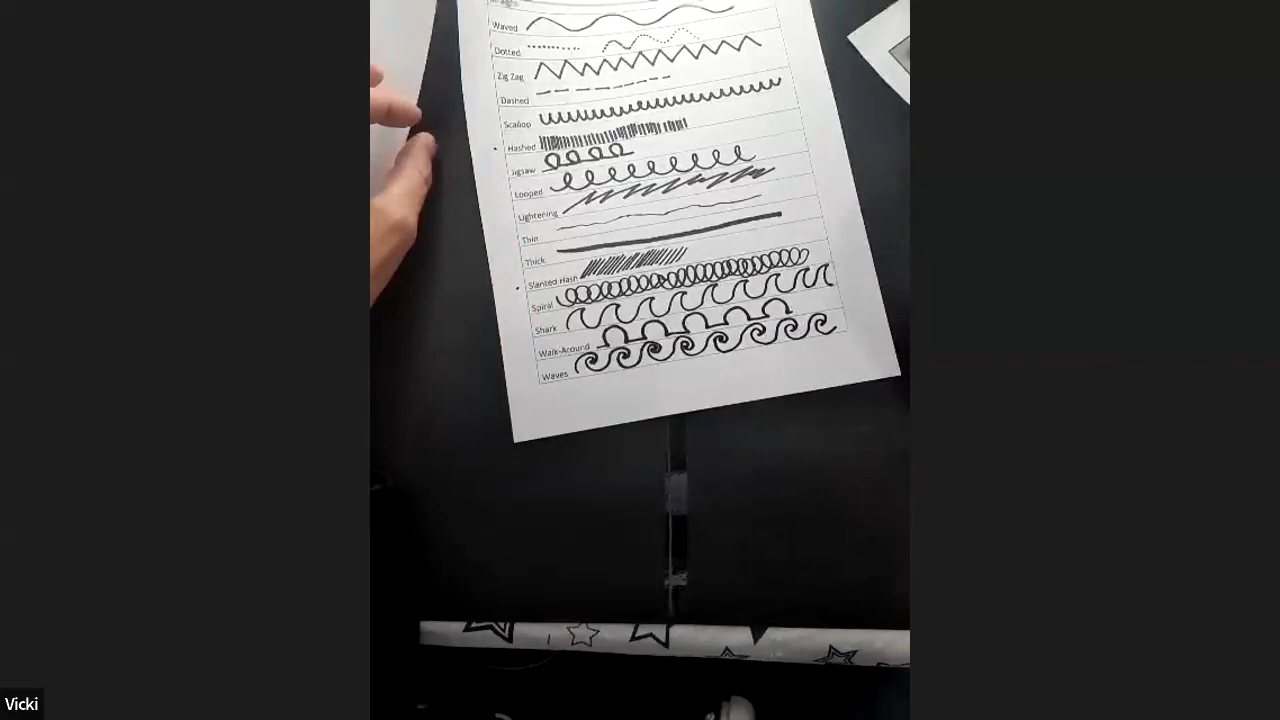 Waved
Dotted
Zig Zag
Dashed
Scallop
Hashed
Jigsaw
Looped
Lightening
Thin
Thick
Slanted Hash
Spiral
Shark
Walk-Around
Waves
Vicki